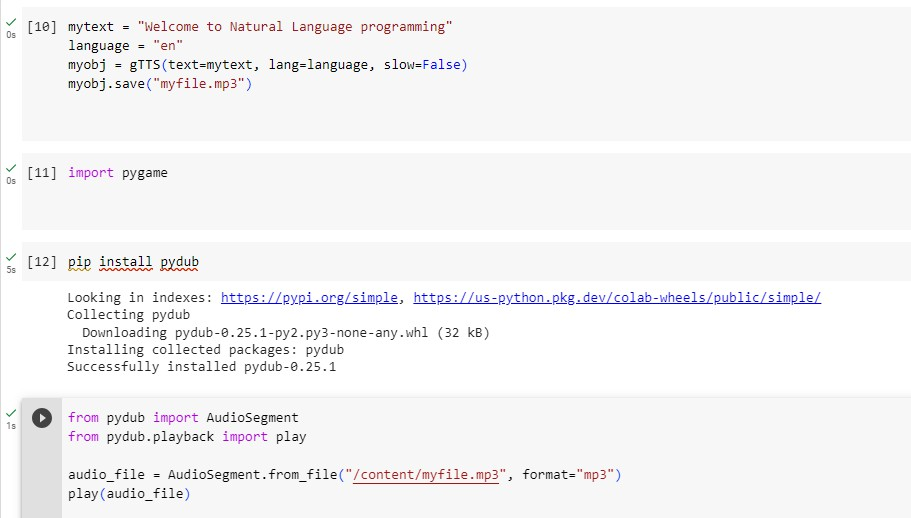 [10] mytext = "Welcome to Natural Language programming"
0s
language = "en"
myobj = gTTS(text=mytext, lang=language, slow=False)
myobj.save("myfile.mp3")
[11] import pygame
0s
[12] pip install pydub
5s
Looking in indexes: https://pypi.org/simple, https://us-python.pkg.dev/colab-wheels/public/simple/
Collecting pydub
  Downloading pydub-0.25.1-py2.py3-none-any.whl (32 kB)
Installing collected packages: pydub
Successfully installed pydub-0.25.1
from pydub import AudioSegment
1s
from pydub.playback import play
audio_file = AudioSegment.from_file("/content/myfile.mp3", format="mp3")
play(audio_file)